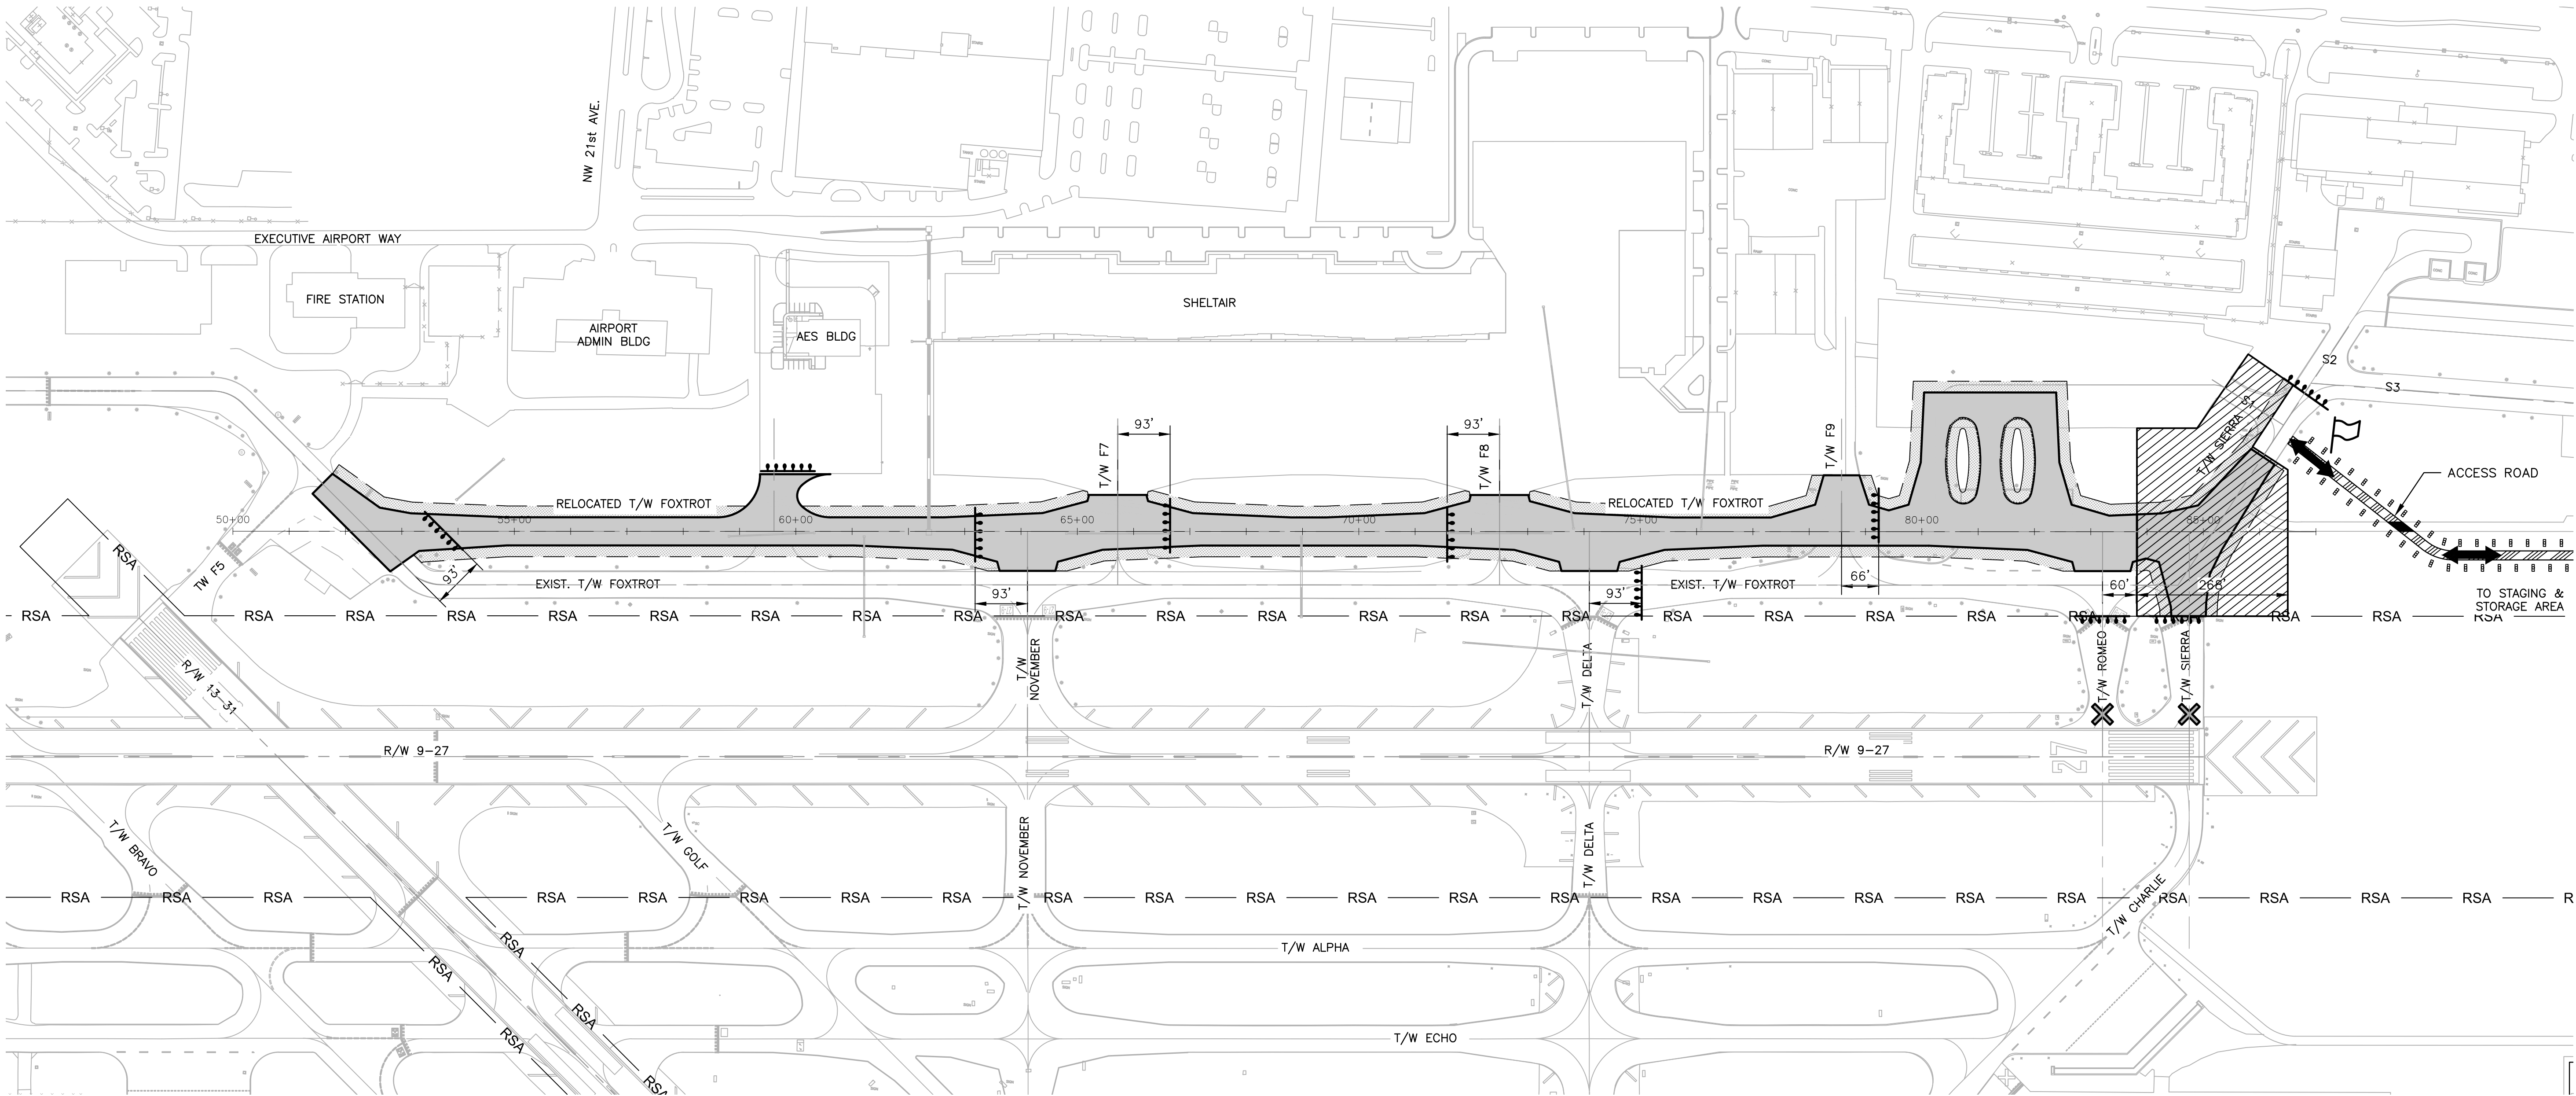 NW 21st AVE.
EXECUTIVE AIRPORT WAY
FIRE STATION
AIRPORT
ADMIN BLDG
AES BLDG
SHELTAIR
S2
S3
S1
T/W SIERRA
93'
93'
T/W F7
T/W F8
T/W F9
ACCESS ROAD
RELOCATED T/W FOXTROT
RELOCATED T/W FOXTROT
50+00
55+00
60+00
65+00
70+00
75+00
80+00
85+00
TW F5
93'
EXIST. T/W FOXTROT
EXIST. T/W FOXTROT
66'
60'
268'
93'
93'
TO STAGING &
STORAGE AREA
RSA
RSA RSA RSA RSA RSA RSA RSA RSA RSA RSA RSA RSA RSA RSA RSA RSA RSA RSA RSA RSA RSA RSA RSA RSA RSA
R/W 13-31
T/W
NOVEMBER
T/W DELTA
T/W ROMEO
T/W SIERRA
R/W 9-27
R/W 9-27
27
T/W BRAVO
T/W GOLF
T/W NOVEMBER
T/W DELTA
T/W CHARLIE
RSA RSA RSA RSA RSA RSA RSA RSA RSA RSA RSA RSA RSA RSA RSA RSA RSA RSA RSA RSA RSA RSA RSA RSA
RSA
RSA
RSA
RSA
RSA
T/W ALPHA
T/W ECHO